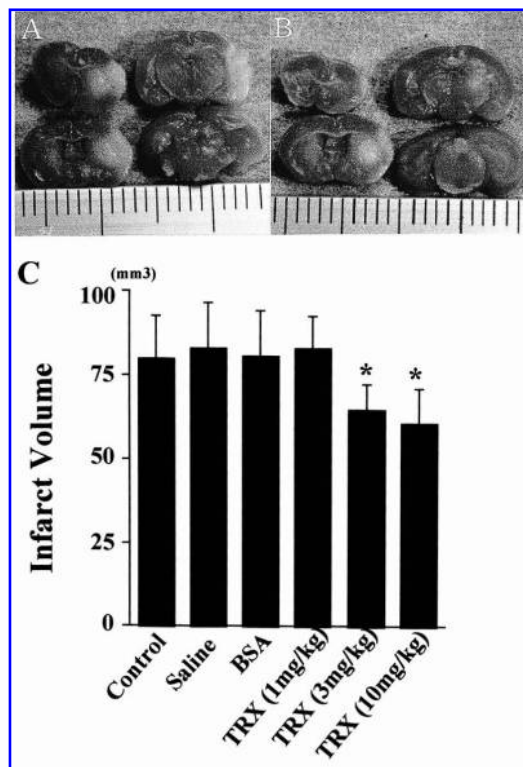 A
B
C
(mm3)
100
75
50
25
0
Infarct Volume
* *
Control
Saline
BSA
TRX (1mg/kg)
TRX (3mg/kg)
TRX (10mg/kg)